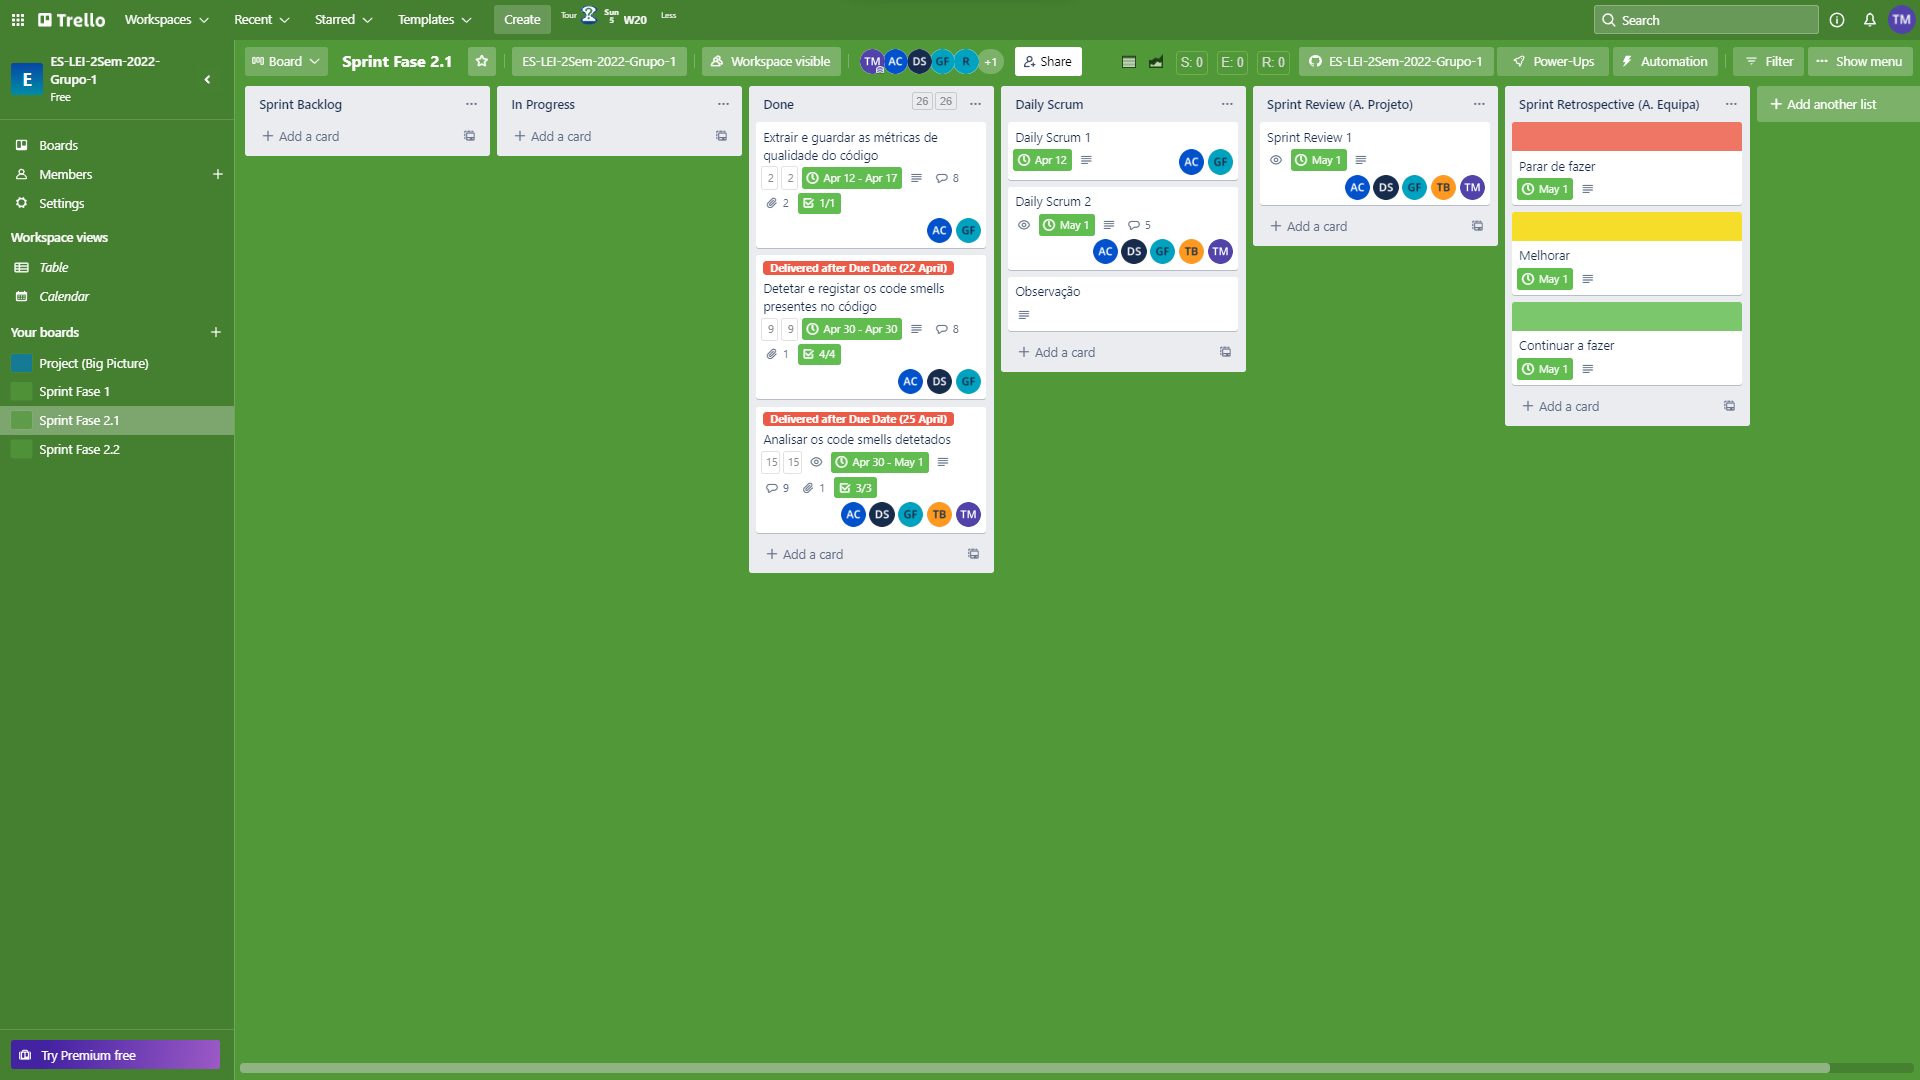 Trello
Workspaces
Recent
Starred
Templates
Create
Tour
Sun
5
W20
Less
Search
TM
E
ES-LEI-2Sem-2022-
Grupo-1
Free
Boards
Members
Settings
Workspace views
Table
Calendar
Your boards
Project (Big Picture)
Sprint Fase 1
Sprint Fase 2.1
Sprint Fase 2.2
Try Premium free
Board
Sprint Fase 2.1
ES-LEI-2Sem-2022-Grupo-1
Workspace visible
TM AC DS GF R +1
Share
S: 0
E: 0
R: 0
ES-LEI-2Sem-2022-Grupo-1
Power-Ups
Automation
Filter
Show menu
Sprint Backlog
Add a card
In Progress
Add a card
Done
26 26
Extrair e guardar as métricas de
qualidade do código
2 2 Apr 12 - Apr 17 8
2 1/1
AC GF
Delivered after Due Date (22 April)
Detetar e registar os code smells
presentes no código
9 9 Apr 30 - Apr 30 8
1 4/4
AC DS GF
Delivered after Due Date (25 April)
Analisar os code smells detetados
15 15 Apr 30 - May 1
9 1 3/3
AC DS GF TB TM
Add a card
Daily Scrum
Daily Scrum 1
Apr 12
AC GF
Daily Scrum 2
May 1 5
AC DS GF TB TM
Observação
Add a card
Sprint Review (A. Projeto)
Sprint Review 1
May 1
AC DS GF TB TM
Add a card
Sprint Retrospective (A. Equipa)
Parar de fazer
May 1
Melhorar
May 1
Continuar a fazer
May 1
Add a card
Add another list